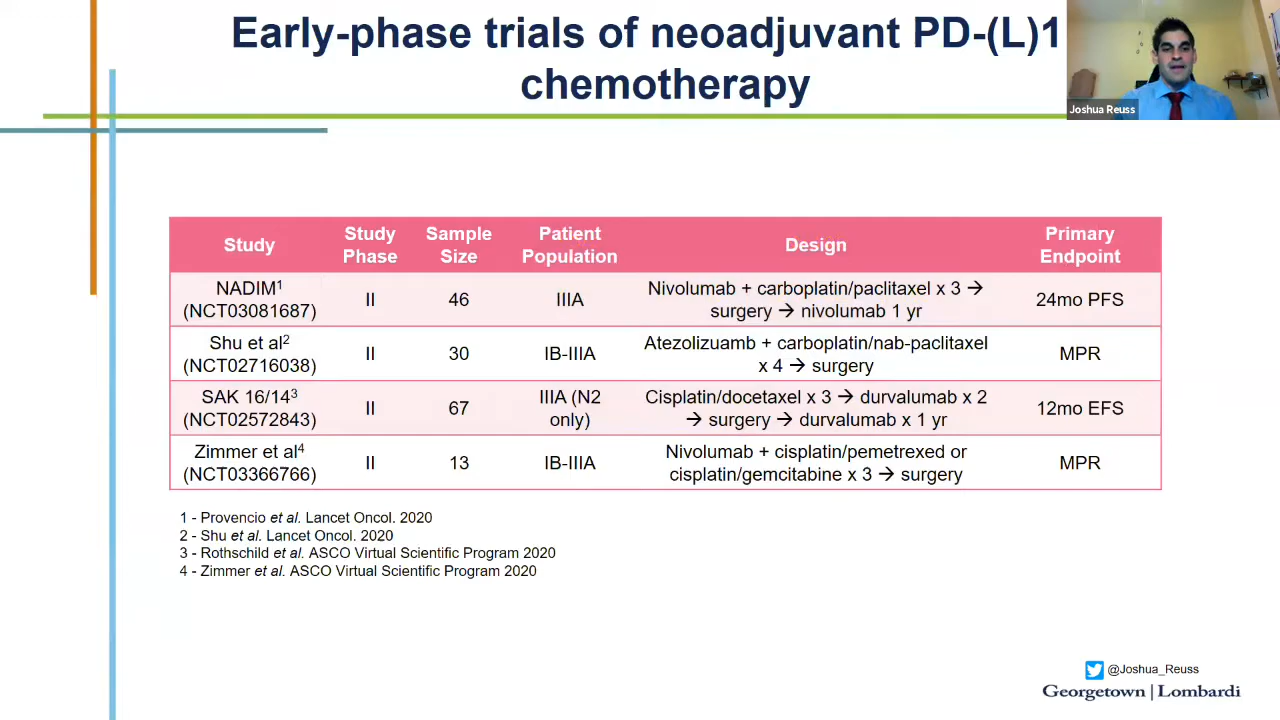 Early-phase trials of neoadjuvant PD-(L)1
chemotherapy
Joshua Reuss
Study
Study
Phase
Sample
Size
Patient
Population
Design
Primary
Endpoint
NADIM1
(NCT03081687)
II
46
IIIA
Nivolumab + carboplatin/paclitaxel x 3 →
surgery → nivolumab 1 yr
24mo PFS
Shu et al2
(NCT02716038)
II
30
IB-IIIA
Atezolizuamb + carboplatin/nab-paclitaxel
x 4 → surgery
MPR
SAK 16/143
(NCT02572843)
II
67
IIIA (N2
only)
Cisplatin/docetaxel x 3 → durvalumab x 2
→ surgery → durvalumab x 1 yr
12mo EFS
Zimmer et al4
(NCT03366766)
II
13
IB-IIIA
Nivolumab + cisplatin/pemetrexed or
cisplatin/gemcitabine x 3 → surgery
MPR
1 - Provencio et al. Lancet Oncol. 2020
2 - Shu et al. Lancet Oncol. 2020
3 - Rothschild et al. ASCO Virtual Scientific Program 2020
4 - Zimmer et al. ASCO Virtual Scientific Program 2020
@Joshua_Reuss
Georgetown | Lombardi